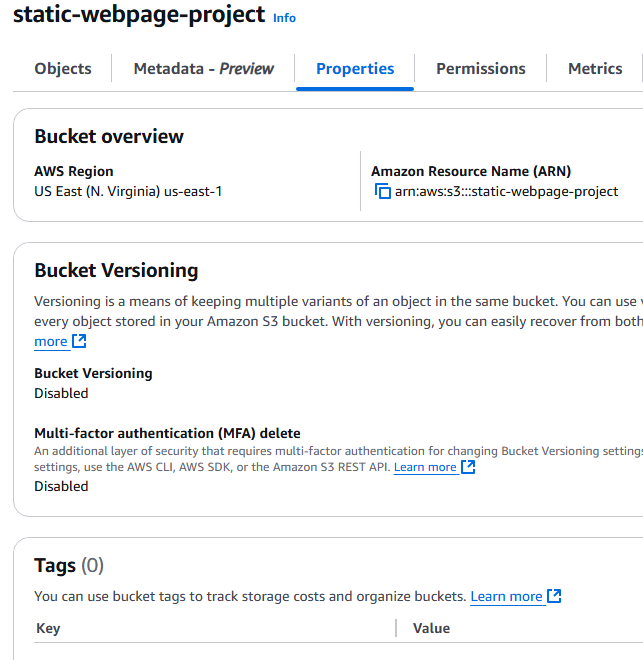 static-webpage-project Info
Objects Metadata - Preview Properties Permissions Metrics
Bucket overview
AWS Region
US East (N. Virginia) us-east-1
Amazon Resource Name (ARN)
arn:aws:s3:::static-webpage-project
Bucket Versioning
Versioning is a means of keeping multiple variants of an object in the same bucket. You can use
every object stored in your Amazon S3 bucket. With versioning, you can easily recover from both
more
Bucket Versioning
Disabled
Multi-factor authentication (MFA) delete
An additional layer of security that requires multi-factor authentication for changing Bucket Versioning settings
settings, use the AWS CLI, AWS SDK, or the Amazon S3 REST API. Learn more
Disabled
Tags (0)
You can use bucket tags to track storage costs and organize buckets. Learn more
Key Value